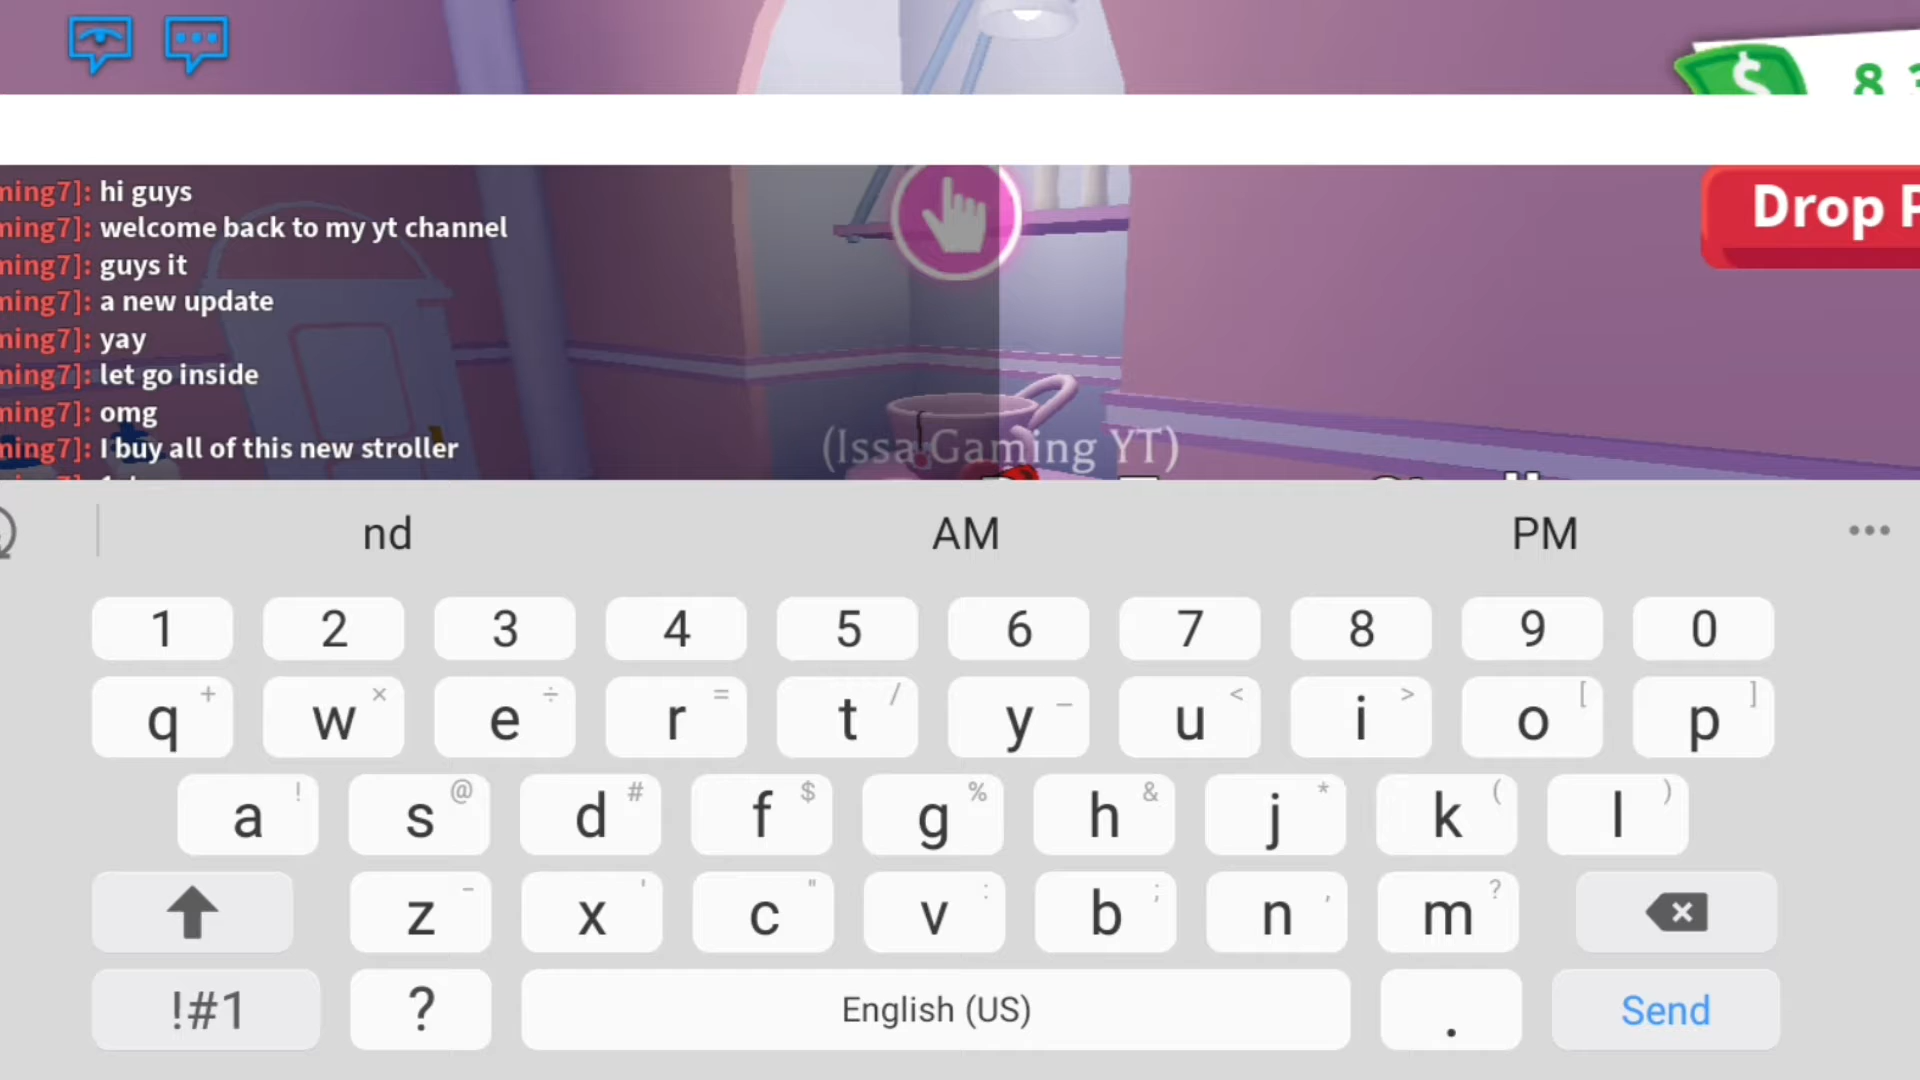 8
ming7]: hi guys
ming7]: welcome back to my yt channel
ming7]: guys it
ming7]: a new update
ming7]: yay
ming7]: let go inside
ming7]: omg
ming7]: I buy all of this new stroller
Drop
(Issa Gaming YT)
nd AM PM
1 2 3 4 5 6 7 8 9 0
q + w × e ÷ r = t / y _ u < i > o [ p ]
a ! s @ d # f $ g % h & j * k ( l )
z - x ' c " v : b ; n , m ?
!#1 ? English (US) . Send